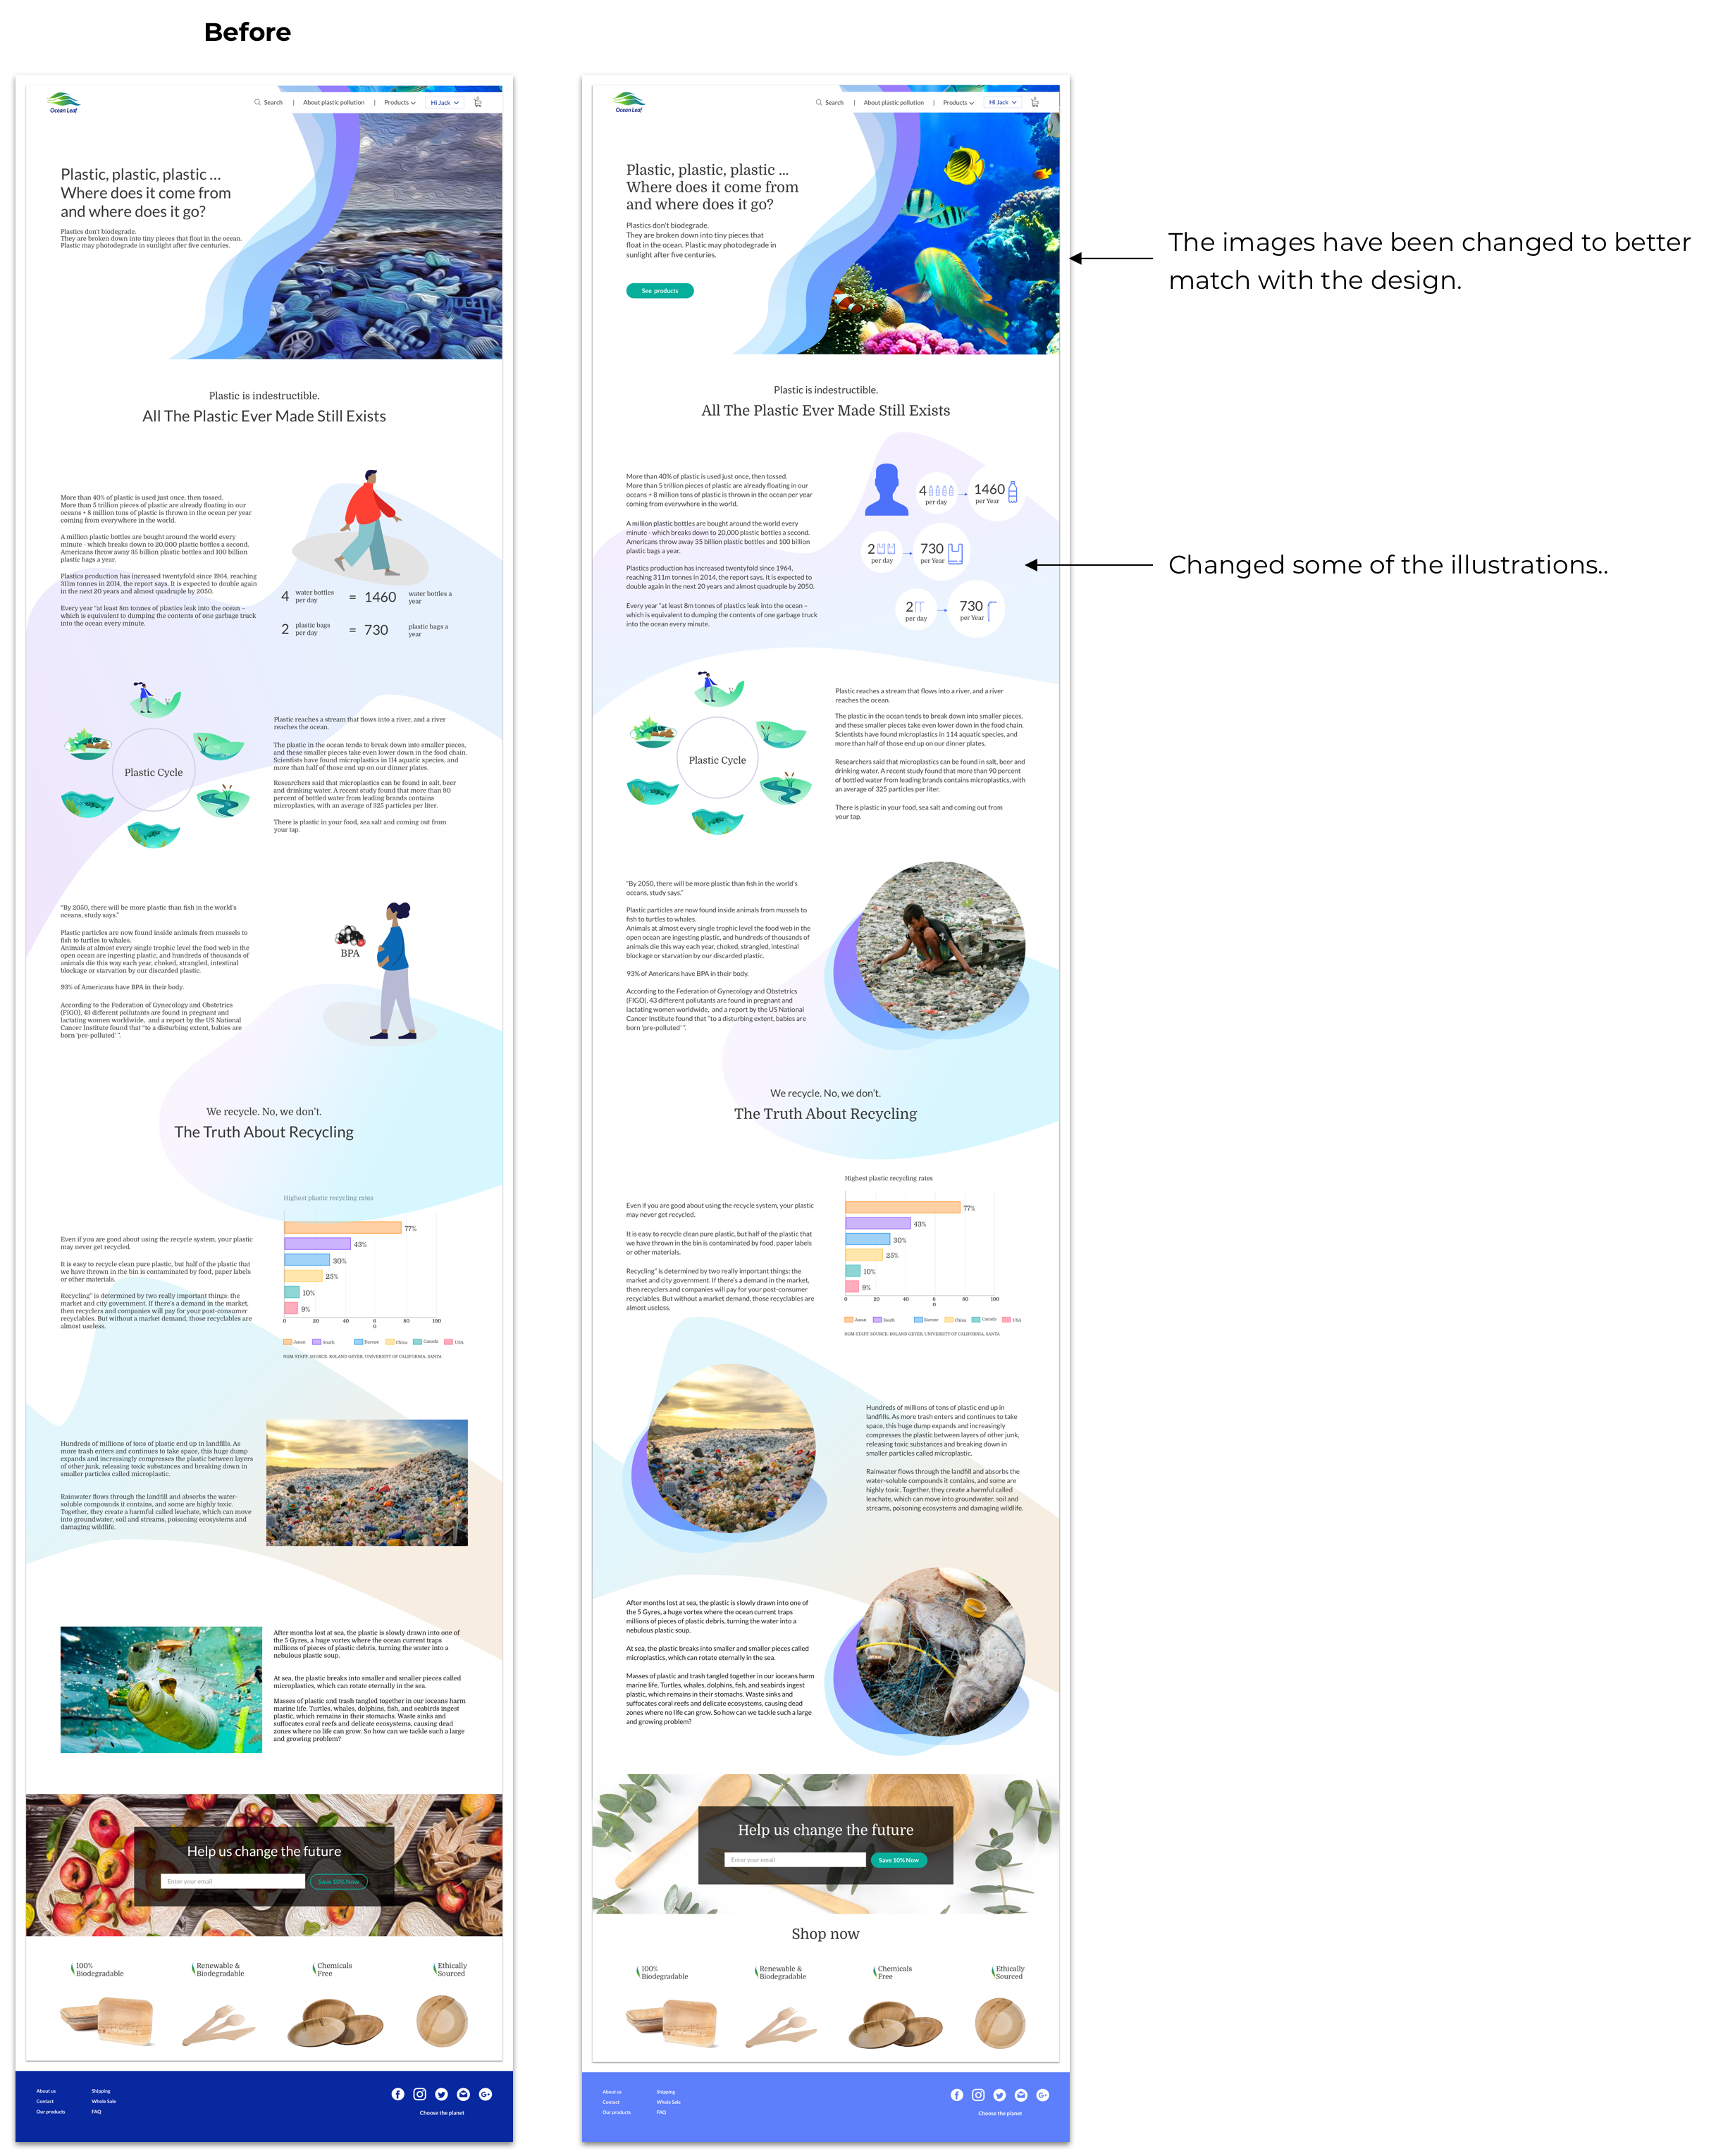 Before
Ocean Leaf
Search | About plastic pollution | Products Hi Jack
Plastic, plastic, plastic ...
Where does it come from
and where does it go?
Plastics don't biodegrade.
They are broken down into tiny pieces that float in the ocean.
Plastic may photodegrade in sunlight after five centuries.
Plastic is indestructible.
All The Plastic Ever Made Still Exists
More than 40% of plastic is used just once, then tossed.
More than 5 trillion pieces of plastic are already floating in our
oceans + 8 million tons of plastic is thrown in the ocean per year
coming from everywhere in the world.
A million plastic bottles are bought around the world every
minute - which breaks down to 20,000 plastic bottles a second.
Americans throw away 35 billion plastic bottles and 100 billion
plastic bags a year.
Plastics production has increased twentyfold since 1964, reaching
311m tonnes in 2014, the report says. It is expected to double again
in the next 20 years and almost quadruple by 2050.
Every year “at least 8m tonnes of plastics leak into the ocean –
which is equivalent to dumping the contents of one garbage truck
into the ocean every minute.
4 water bottles per day = 1460 water bottles a year
2 plastic bags per day = 730 plastic bags a year
Plastic Cycle
Plastic reaches a stream that flows into a river, and a river
reaches the ocean.
The plastic in the ocean tends to break down into smaller pieces,
and these smaller pieces take even lower down in the food chain.
Scientists have found microplastics in 114 aquatic species, and
more than half of those end up on our dinner plates.
Researchers said that microplastics can be found in salt, beer
and drinking water. A recent study found that more than 90
percent of bottled water from leading brands contains
microplastics, with an average of 325 particles per liter.
There is plastic in your food, sea salt and coming out from
your tap.
“By 2050, there will be more plastic than fish in the world's
oceans, study says.”
Plastic particles are now found inside animals from mussels to
fish to turtles to whales.
Animals at almost every single trophic level the food web in the
open ocean are ingesting plastic, and hundreds of thousands of
animals die this way each year, choked, strangled, intestinal
blockage or starvation by our discarded plastic.
93% of Americans have BPA in their body.
According to the Federation of Gynecology and Obstetrics
(FIGO), 43 different pollutants are found in pregnant and
lactating women worldwide, and a report by the US National
Cancer Institute found that “to a disturbing extent, babies are
born 'pre-polluted' ”.
BPA
We recycle. No, we don't.
The Truth About Recycling
Even if you are good about using the recycle system, your plastic
may never get recycled.
It is easy to recycle clean pure plastic, but half of the plastic that
we have thrown in the bin is contaminated by food, paper labels
or other materials.
Recycling” is determined by two really important things: the
market and city government. If there's a demand in the market,
then recyclers and companies will pay for your post-consumer
recyclables. But without a market demand, those recyclables are
almost useless.
Highest plastic recycling rates
77%
43%
30%
25%
10%
9%
0 20 40 60 80 100
Japan South Europe China Canada USA
NGM STAFF. SOURCE: ROLAND GEYER, UNIVERSITY OF CALIFORNIA, SANTA
Hundreds of millions of tons of plastic end up in landfills. As
more trash enters and continues to take space, this huge dump
expands and increasingly compresses the plastic between layers
of other junk, releasing toxic substances and breaking down in
smaller particles called microplastic.
Rainwater flows through the landfill and absorbs the water-
soluble compounds it contains, and some are highly toxic.
Together, they create a harmful called leachate, which can move
into groundwater, soil and streams, poisoning ecosystems and
damaging wildlife.
After months lost at sea, the plastic is slowly drawn into one of
the 5 Gyres, a huge vortex where the ocean current traps
millions of pieces of plastic debris, turning the water into a
nebulous plastic soup.
At sea, the plastic breaks into smaller and smaller pieces called
microplastics, which can rotate eternally in the sea.
Masses of plastic and trash tangled together in our ioceans harm
marine life. Turtles, whales, dolphins, fish, and seabirds ingest
plastic, which remains in their stomachs. Waste sinks and
suffocates coral reefs and delicate ecosystems, causing dead
zones where no life can grow. So how can we tackle such a large
and growing problem?
Help us change the future
Enter your email Save 10% Now
100% Biodegradable
Renewable & Biodegradable
Chemicals Free
Ethically Sourced
About us Shipping
Contact Whole Sale
Our products FAQ
Choose the planet
Ocean Leaf
Search | About plastic pollution | Products Hi Jack
Plastic, plastic, plastic ...
Where does it come from
and where does it go?
Plastics don't biodegrade.
They are broken down into tiny pieces that
float in the ocean. Plastic may photodegrade in
sunlight after five centuries.
See products
Plastic is indestructible.
All The Plastic Ever Made Still Exists
More than 40% of plastic is used just once, then tossed.
More than 5 trillion pieces of plastic are already floating in our
oceans + 8 million tons of plastic is thrown in the ocean per year
coming from everywhere in the world.
A million plastic bottles are bought around the world every
minute - which breaks down to 20,000 plastic bottles a second.
Americans throw away 35 billion plastic bottles and 100 billion
plastic bags a year.
Plastics production has increased twentyfold since 1964,
reaching 311m tonnes in 2014, the report says. It is expected to
double again in the next 20 years and almost quadruple by 2050.
Every year “at least 8m tonnes of plastics leak into the ocean –
which is equivalent to dumping the contents of one garbage truck
into the ocean every minute.
4 per day 1460 per Year
2 per day 730 per Year
2 per day 730 per Year
Plastic Cycle
Plastic reaches a stream that flows into a river, and a river
reaches the ocean.
The plastic in the ocean tends to break down into smaller pieces,
and these smaller pieces take even lower down in the food chain.
Scientists have found microplastics in 114 aquatic species, and
more than half of those end up on our dinner plates.
Researchers said that microplastics can be found in salt, beer and
drinking water. A recent study found that more than 90 percent
of bottled water from leading brands contains microplastics, with
an average of 325 particles per liter.
There is plastic in your food, sea salt and coming out from
your tap.
“By 2050, there will be more plastic than fish in the world's
oceans, study says.”
Plastic particles are now found inside animals from mussels to
fish to turtles to whales.
Animals at almost every single trophic level the food web in the
open ocean are ingesting plastic, and hundreds of thousands of
animals die this way each year, choked, strangled, intestinal
blockage or starvation by our discarded plastic.
93% of Americans have BPA in their body.
According to the Federation of Gynecology and Obstetrics
(FIGO), 43 different pollutants are found in pregnant and
lactating women worldwide, and a report by the US National
Cancer Institute found that “to a disturbing extent, babies are
born 'pre-polluted' ”.
We recycle. No, we don't.
The Truth About Recycling
Even if you are good about using the recycle system, your plastic
may never get recycled.
It is easy to recycle clean pure plastic, but half of the plastic that
we have thrown in the bin is contaminated by food, paper labels
or other materials.
Recycling” is determined by two really important things: the
market and city government. If there's a demand in the market,
then recyclers and companies will pay for your post-consumer
recyclables. But without a market demand, those recyclables are
almost useless.
Highest plastic recycling rates
77%
43%
30%
25%
10%
9%
0 20 40 60 80 100
Japan South Europe China Canada USA
NGM STAFF. SOURCE: ROLAND GEYER, UNIVERSITY OF CALIFORNIA, SANTA
Hundreds of millions of tons of plastic end up in
landfills. As more trash enters and continues to take
space, this huge dump expands and increasingly
compresses the plastic between layers of other junk,
releasing toxic substances and breaking down in
smaller particles called microplastic.
Rainwater flows through the landfill and absorbs the
water-soluble compounds it contains, and some are
highly toxic. Together, they create a harmful called
leachate, which can move into groundwater, soil and
streams, poisoning ecosystems and damaging wildlife.
After months lost at sea, the plastic is slowly drawn into one of
the 5 Gyres, a huge vortex where the ocean current traps
millions of pieces of plastic debris, turning the water into a
nebulous plastic soup.
At sea, the plastic breaks into smaller and smaller pieces called
microplastics, which can rotate eternally in the sea.
Masses of plastic and trash tangled together in our ioceans harm
marine life. Turtles, whales, dolphins, fish, and seabirds ingest
plastic, which remains in their stomachs. Waste sinks and
suffocates coral reefs and delicate ecosystems, causing dead
zones where no life can grow. So how can we tackle such a large
and growing problem?
Help us change the future
Enter your email Save 10% Now
Shop now
100% Biodegradable
Renewable & Biodegradable
Chemicals Free
Ethically Sourced
About us Shipping
Contact Whole Sale
Our products FAQ
Choose the planet
The images have been changed to better
match with the design.
Changed some of the illustrations..